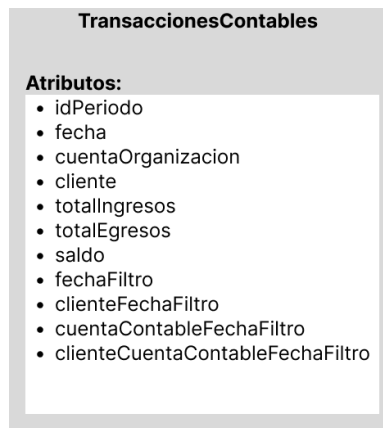 TransaccionesContables
Atributos:
• idPeriodo
• fecha
• cuentaOrganizacion
• cliente
• totalIngresos
• totalEgresos
• saldo
• fechaFiltro
• clienteFechaFiltro
• cuentaContableFechaFiltro
• clienteCuentaContableFechaFiltro